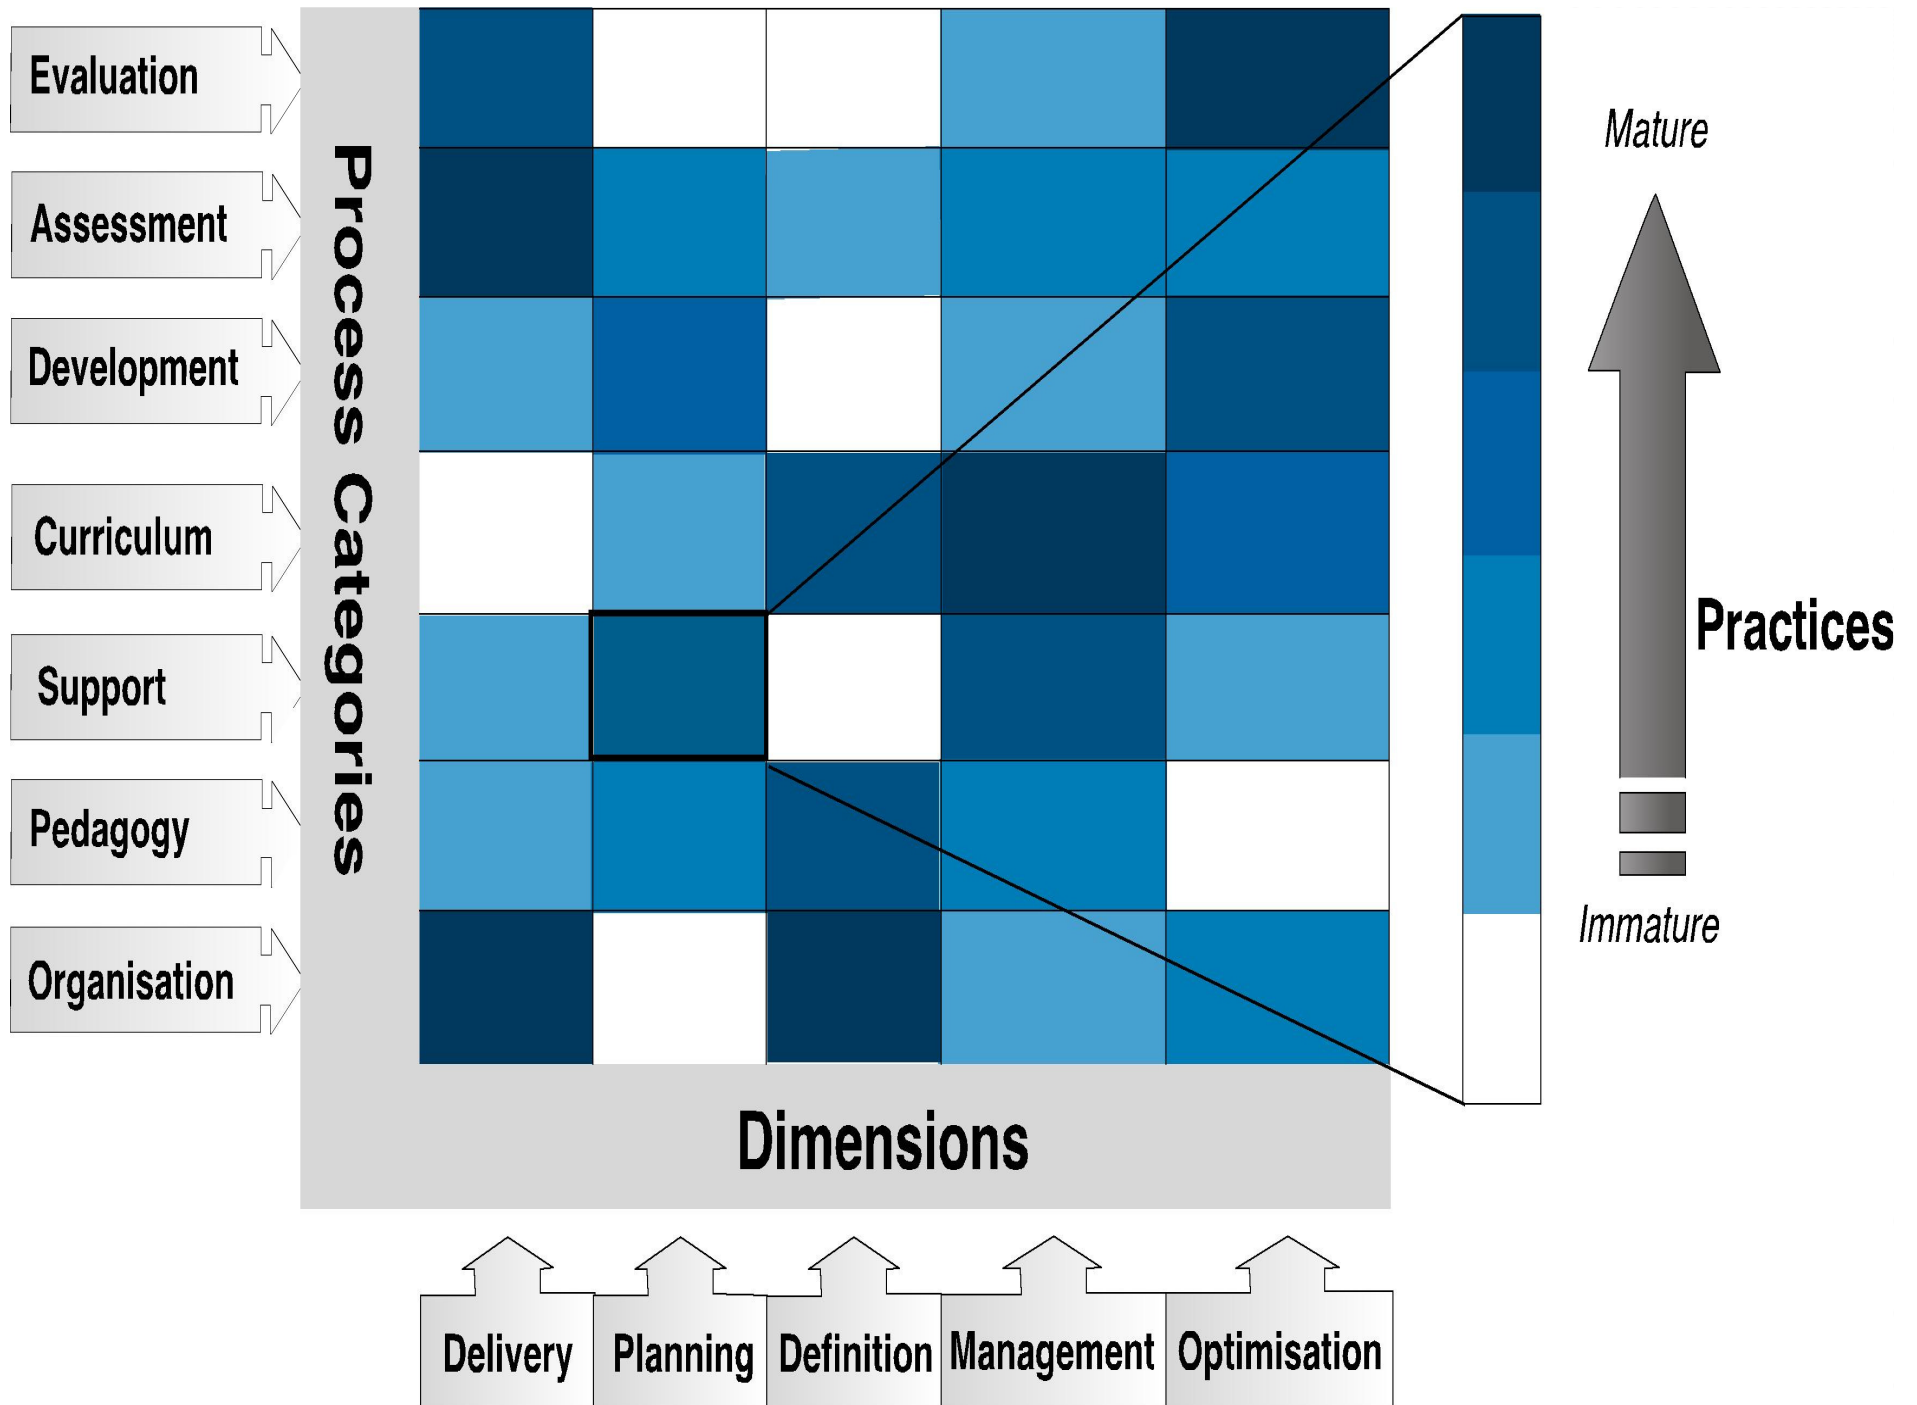 Evaluation
Assessment
Development
Curriculum
Support
Pedagogy
Organisation
Process Categories
Dimensions
Delivery
Planning
Definition
Management
Optimisation
Mature
Practices
Immature